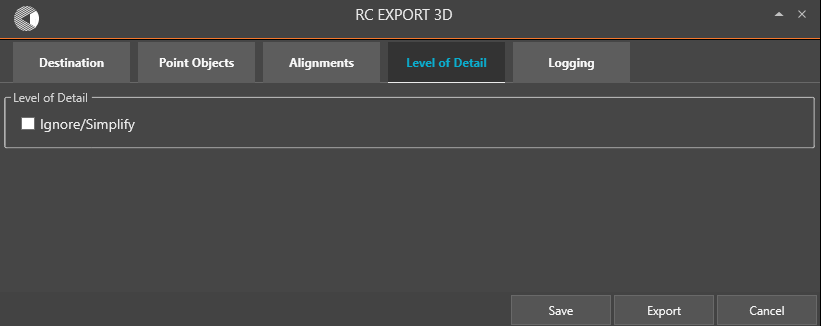 RC EXPORT 3D
Destination Point Objects Alignments Level of Detail Logging
Level of Detail
Ignore/Simplify
Save Export Cancel